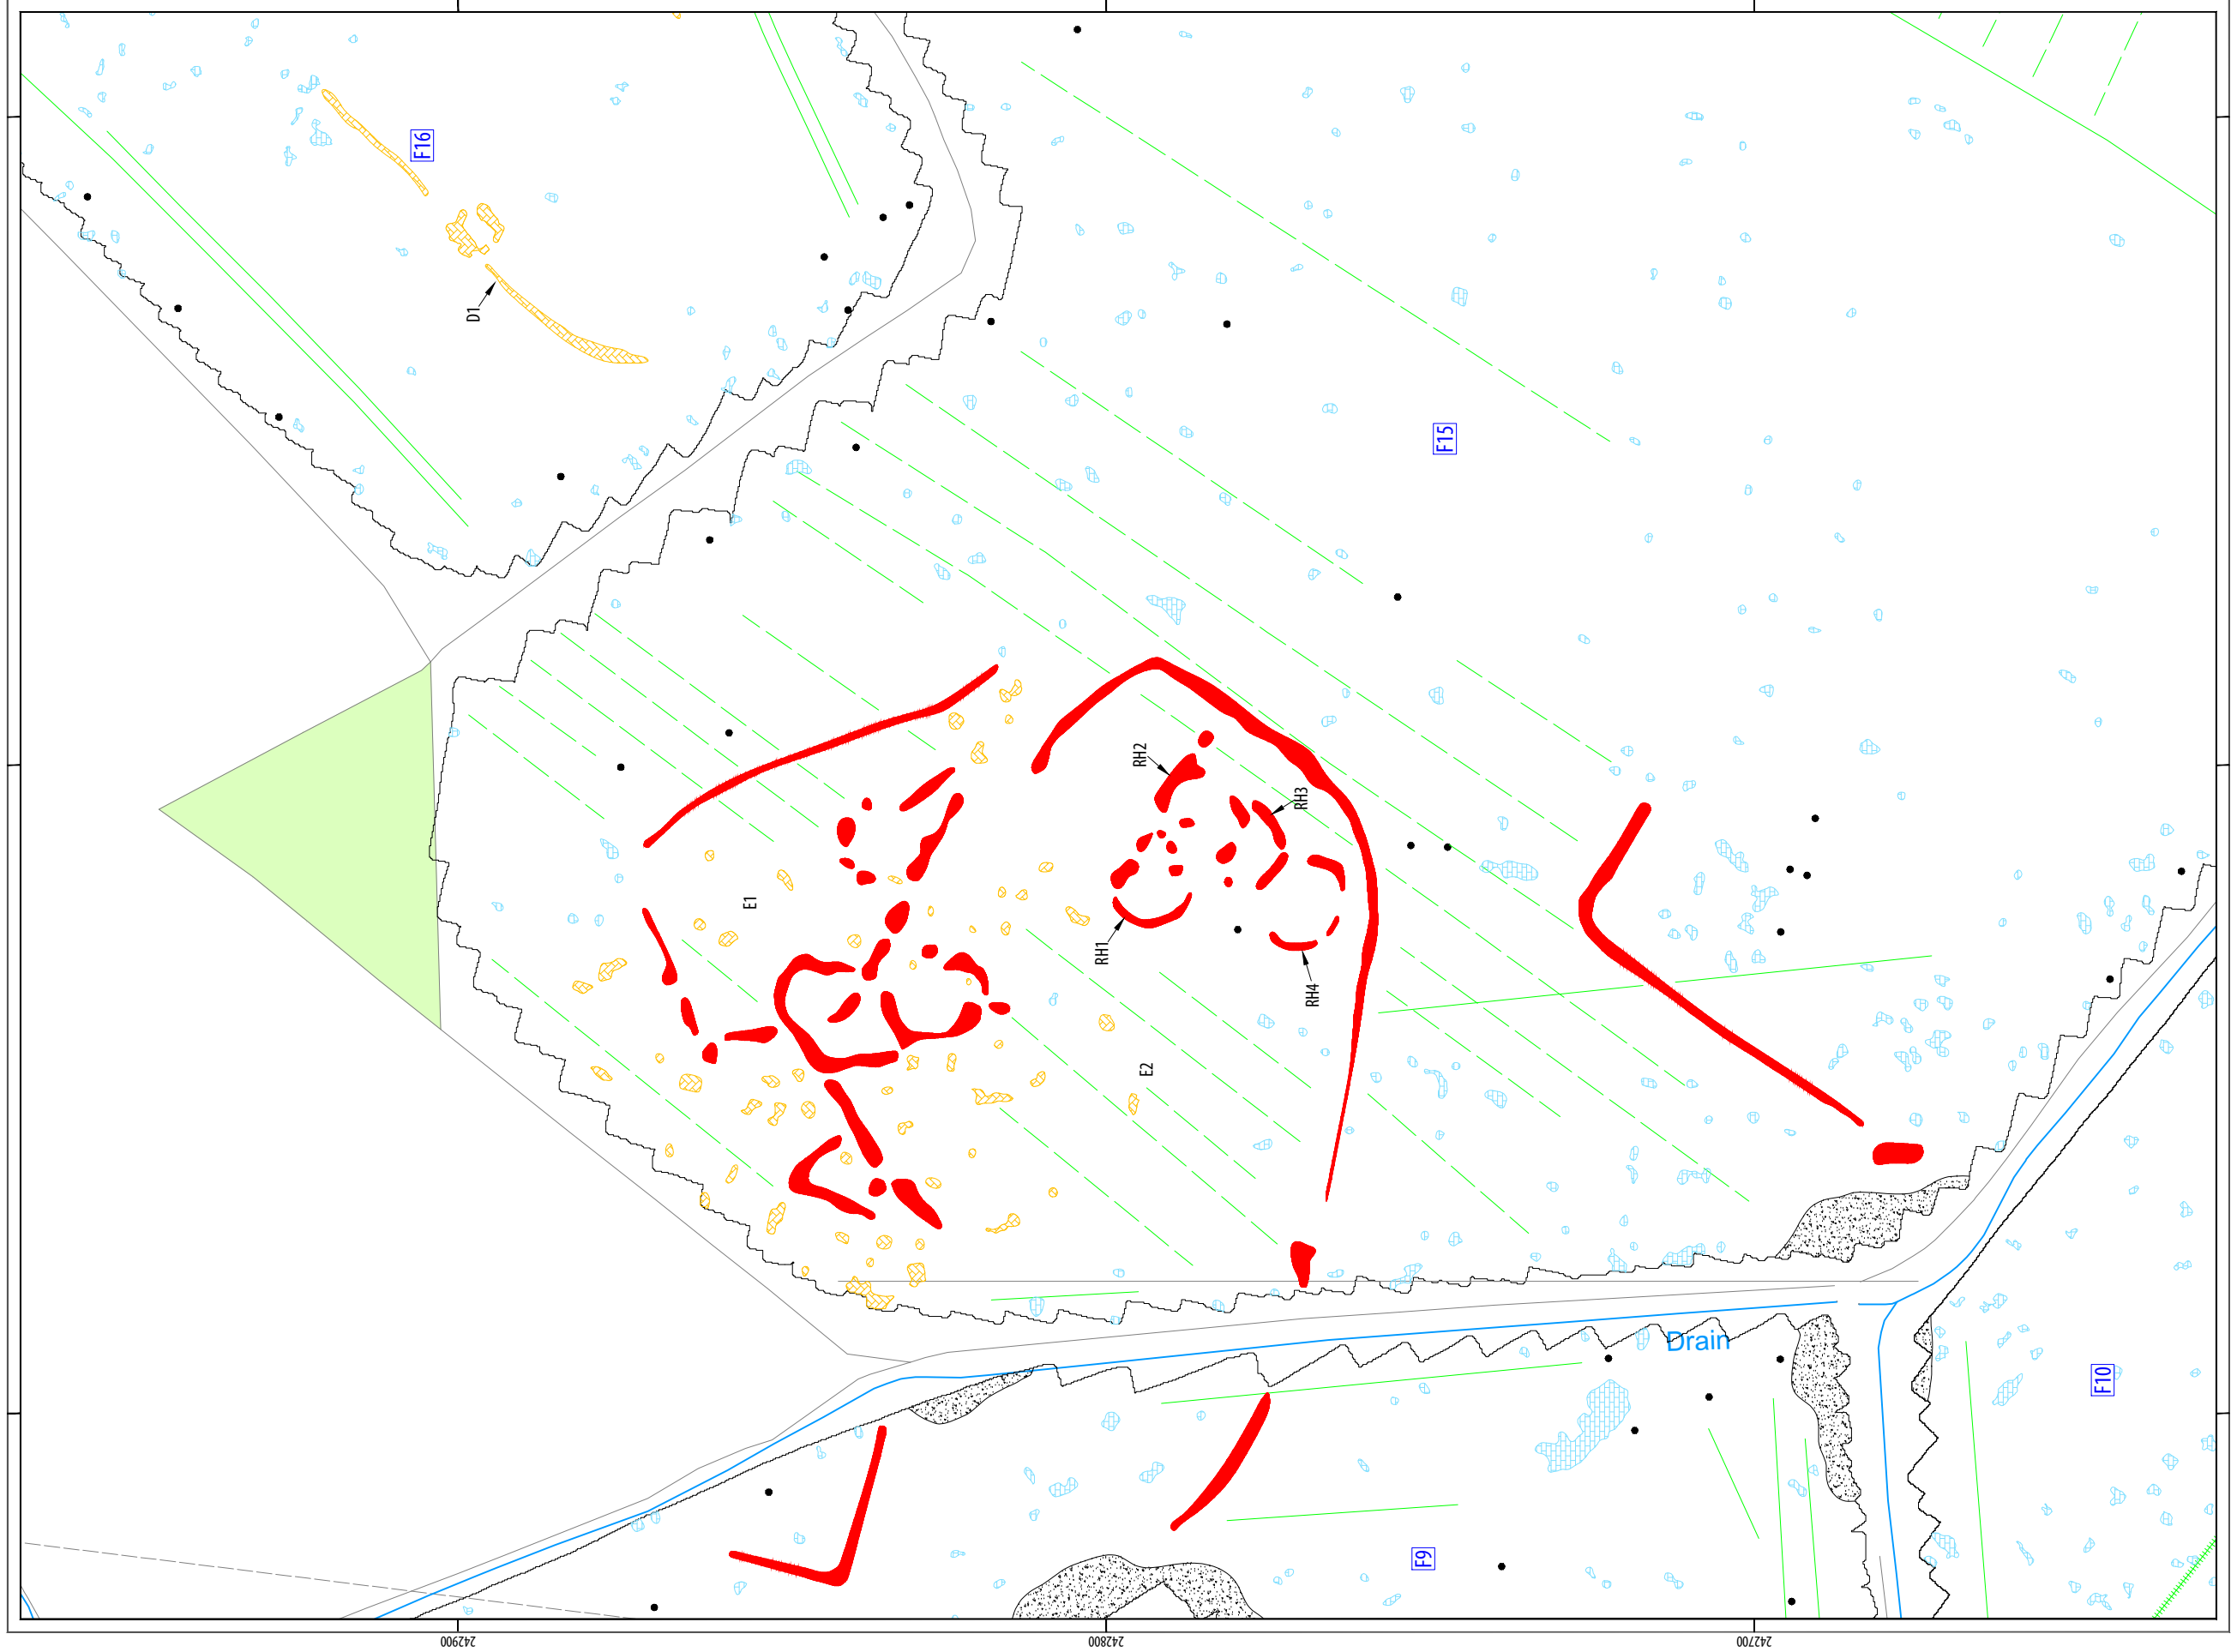 F16
D1
F15
RH2
RH3
E1
RH1
RH4
E2
Drain
F10
F9
242900
242800
242700